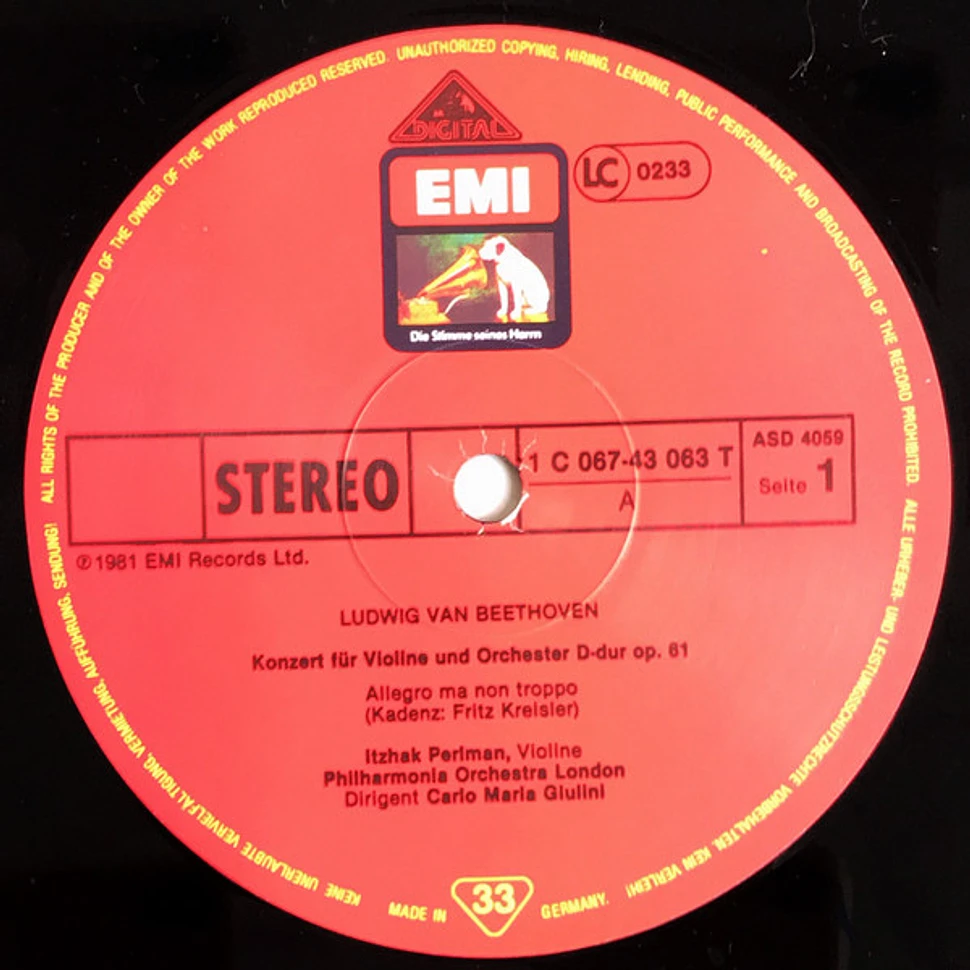 ALL RIGHTS OF THE PRODUCER AND OF THE OWNER OF THE WORK REPRODUCED RESERVED. UNAUTHORIZED COPYING, HIRING, LENDING, PUBLIC PERFORMANCE AND BROADCASTING OF THE RECORD PROHIBITED.
ALLE URHEBER- UND LEISTUNGSSCHUTZRECHTE VORBEHALTEN. KEIN VERLEIH!
KEINE UNERLAUBTE VERVIELFÄLTIGUNG, VERMIETUNG, AUFFÜHRUNG, SENDUNG!
DIGITAL
EMI
LC 0233
Die Stimme seines Herrn
STEREO
1 C 067-43 063 T
A
ASD 4059
Seite 1
℗1981 EMI Records Ltd.
LUDWIG VAN BEETHOVEN
Konzert für Violine und Orchester D-dur op. 61
Allegro ma non troppo
(Kadenz: Fritz Kreisler)
Itzhak Perlman, Violine
Philharmonia Orchestra London
Dirigent Carlo Maria Giulini
MADE IN 33 GERMANY.